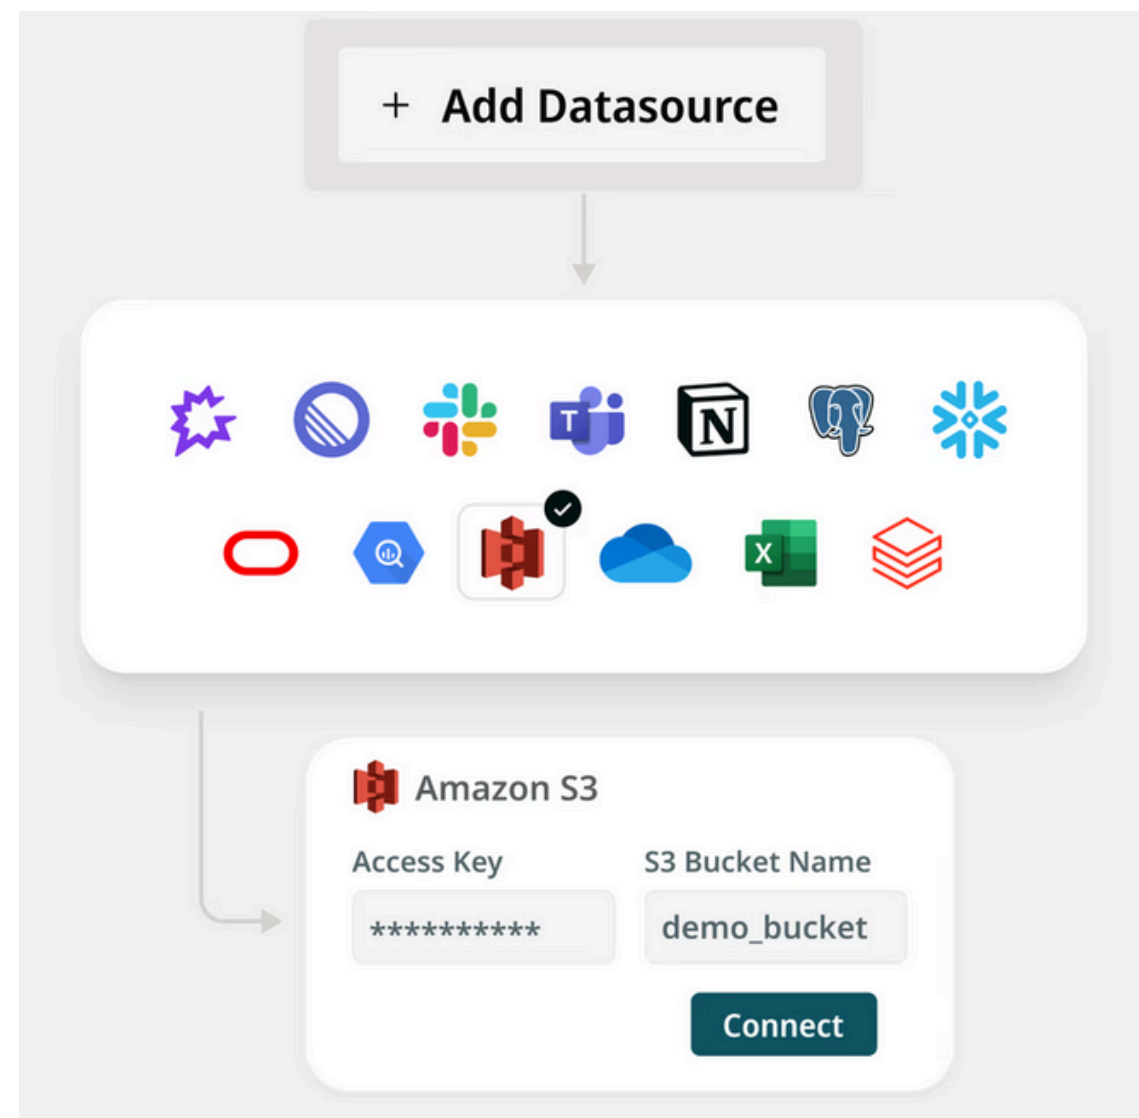 + Add Datasource
T
N
X
Amazon S3
Access Key
S3 Bucket Name
**********
demo_bucket
Connect